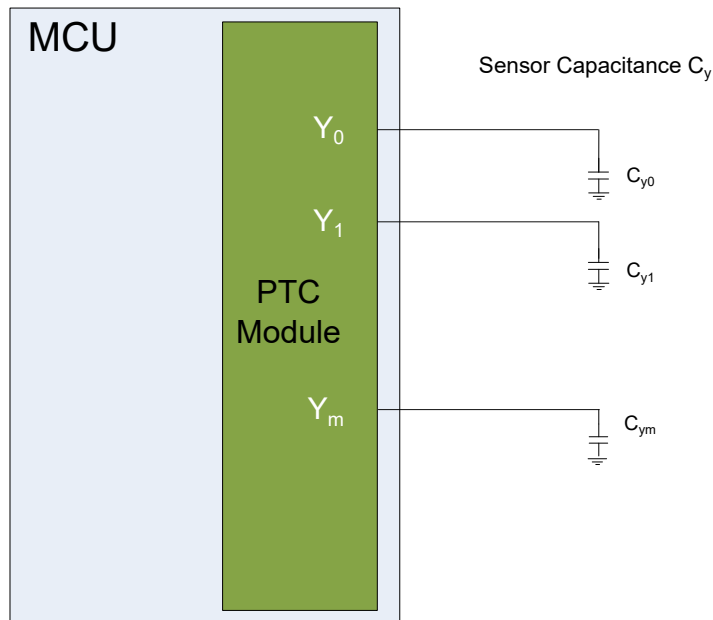 MCU
Sensor Capacitance Cy
Y0
Cy0
Y1
Cy1
PTC
Module
Ym
Cym